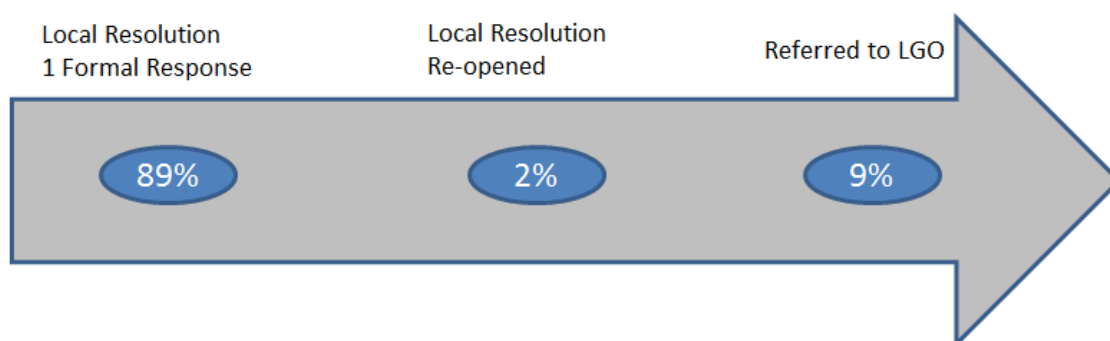 Local Resolution
1 Formal Response
Local Resolution
Re-opened
Referred to LGO
89%
2%
9%